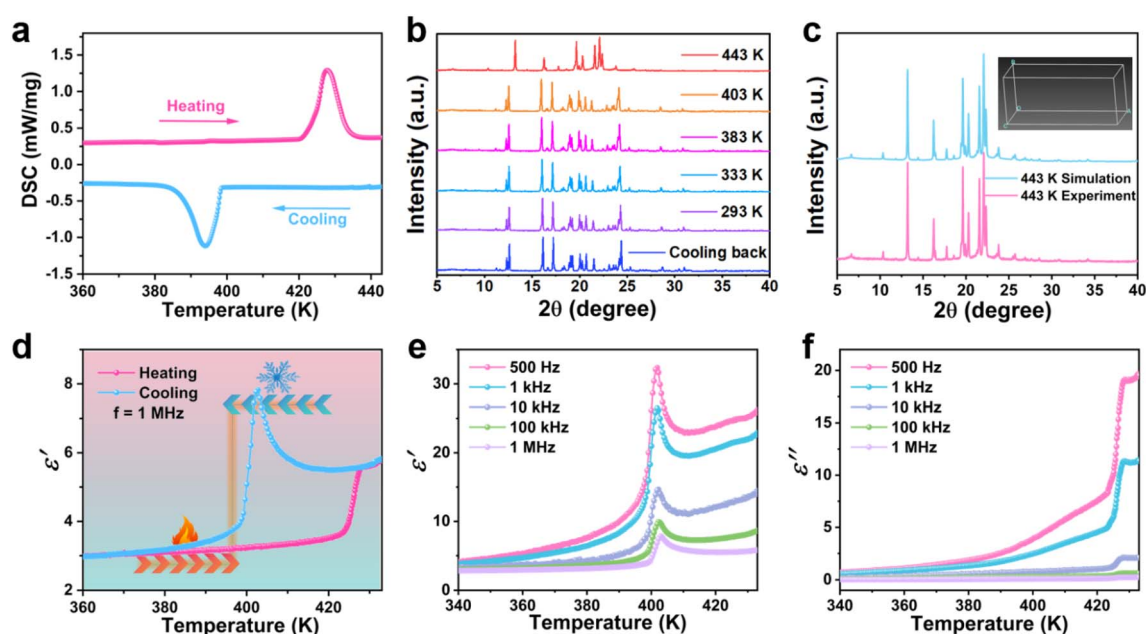 a
DSC (mW/mg)
1.5
1.0
0.5
0.0
-0.5
-1.0
-1.5
Heating
Cooling
360 380 400 420 440
Temperature (K)
b
Intensity (a.u.)
443 K
403 K
383 K
333 K
293 K
Cooling back
5 10 15 20 25 30 35 40
2θ (degree)
c
Intensity (a.u.)
443 K Simulation
443 K Experiment
5 10 15 20 25 30 35 40
2θ (degree)
d
ε′
8
6
4
2
Heating
Cooling
f = 1 MHz
360 380 400 420
Temperature (K)
e
ε′
40
30
20
10
0
500 Hz
1 kHz
10 kHz
100 kHz
1 MHz
340 360 380 400 420
Temperature (K)
f
ε″
20
15
10
5
0
500 Hz
1 kHz
10 kHz
100 kHz
1 MHz
340 360 380 400 420
Temperature (K)